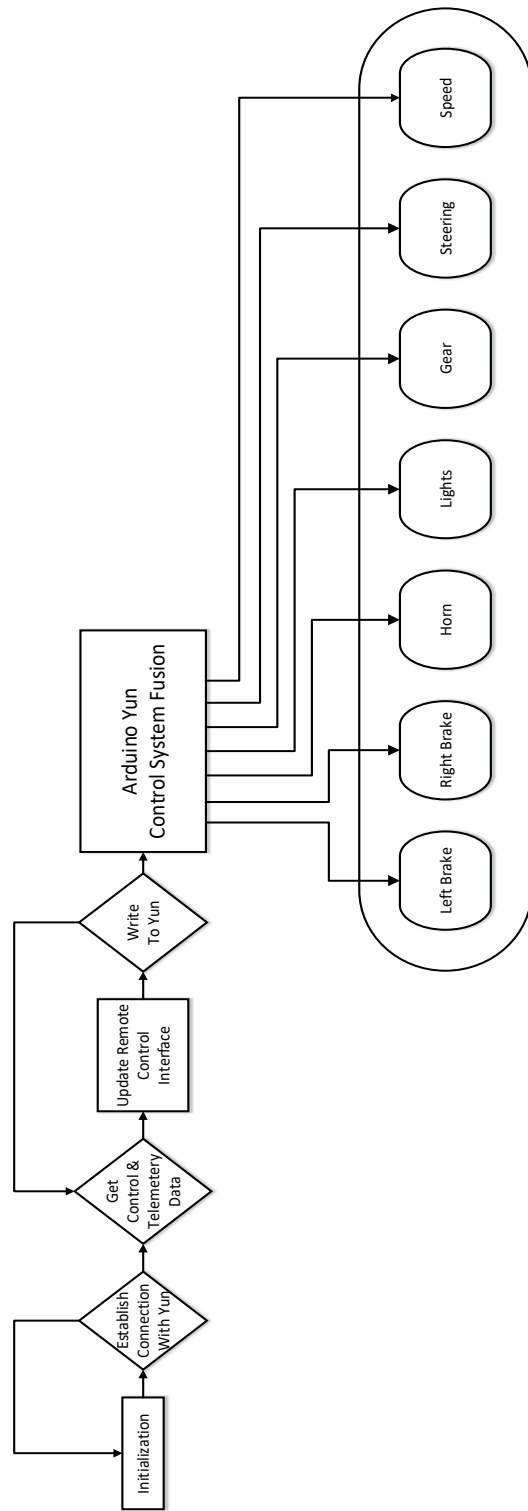 Initialization
Establish
Connection
With Yun
Get
Control &
Telemetery
Data
Update Remote
Control
Interface
Write
To Yun
Arduino Yun
Control System Fusion
Left Brake
Right Brake
Horn
Lights
Gear
Steering
Speed